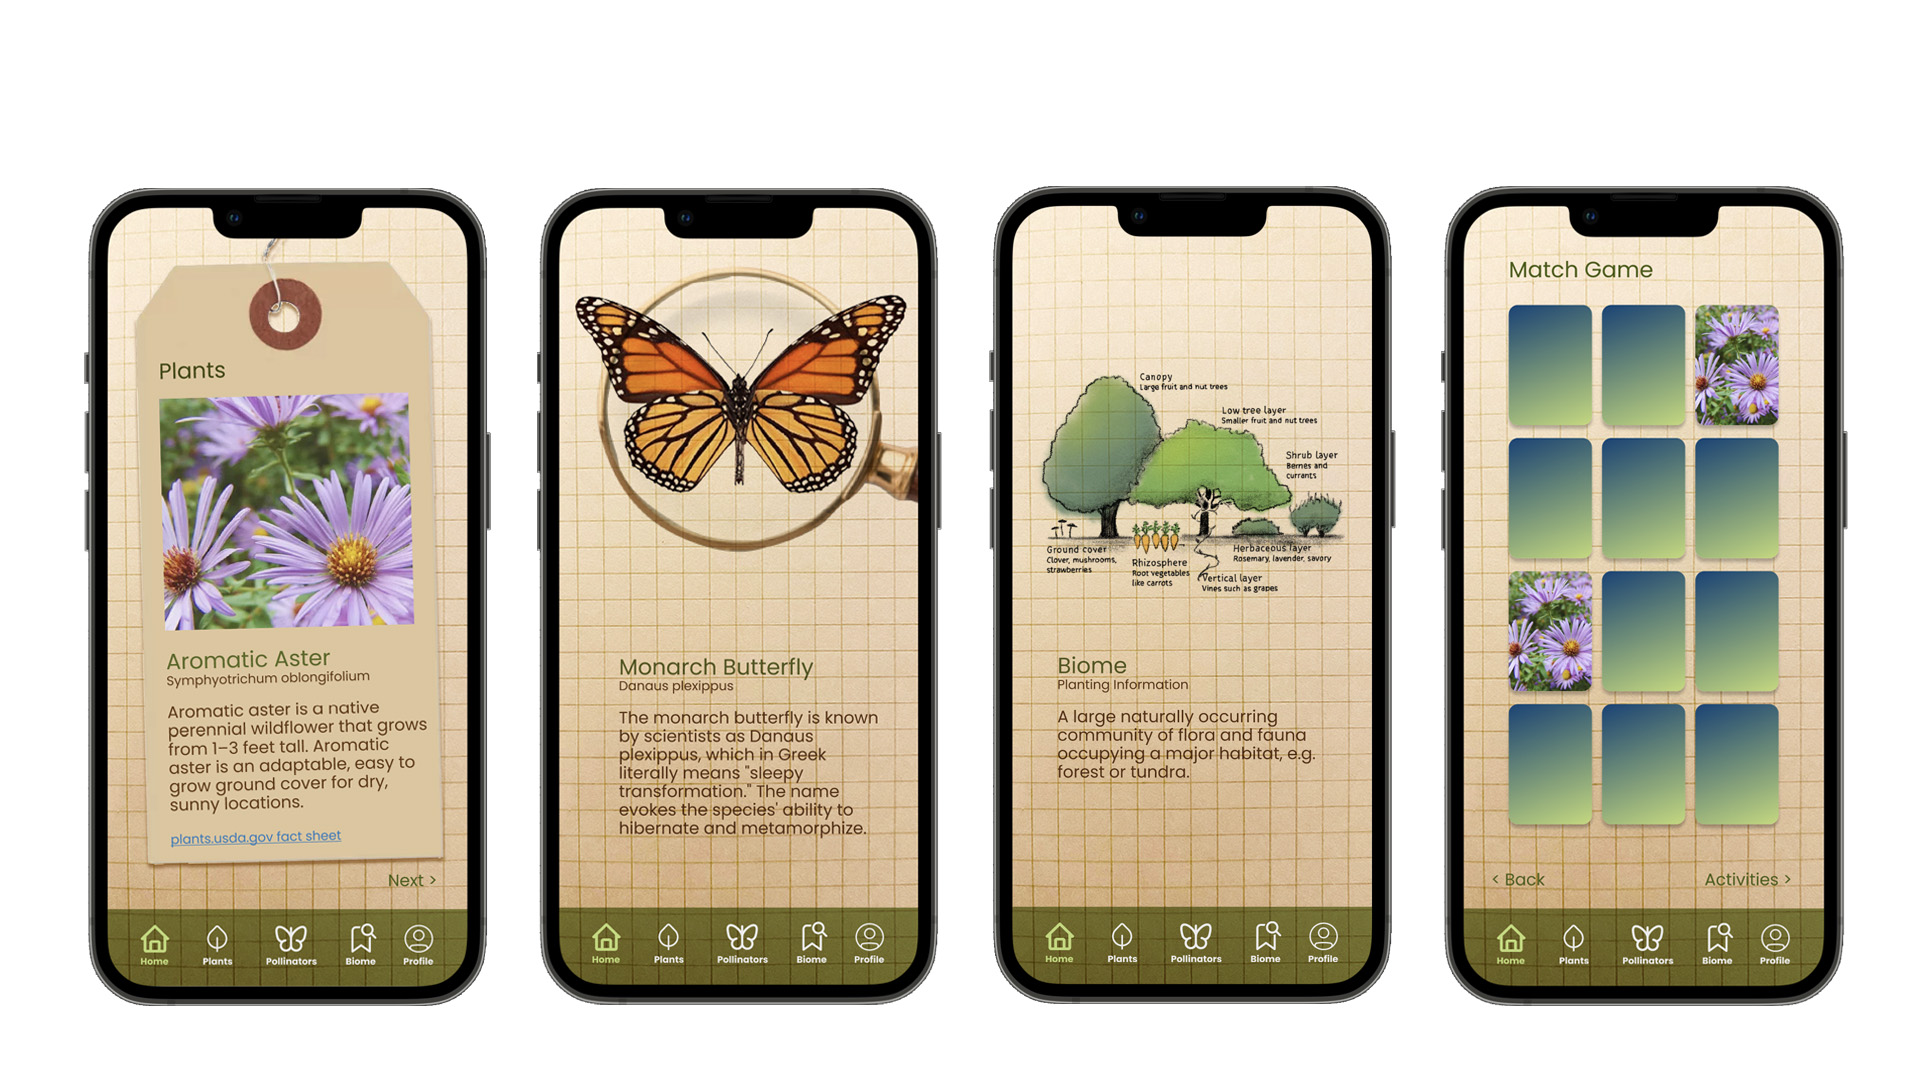 Plants
Aromatic Aster
Symphyotrichum oblongifolium
Aromatic aster is a native
perennial wildflower that grows
from 1–3 feet tall. Aromatic
aster is an adaptable, easy to
grow ground cover for dry,
sunny locations.
plants.usda.gov fact sheet
Next >
Home Plants Pollinators Biome Profile
Monarch Butterfly
Danaus plexippus
The monarch butterfly is known
by scientists as Danaus
plexippus, which in Greek
literally means "sleepy
transformation." The name
evokes the species' ability to
hibernate and metamorphize.
Home Plants Pollinators Biome Profile
Canopy
Large fruit and nut trees
Low tree layer
Smaller fruit and nut trees
Shrub layer
Berries and
currants
Ground cover
Clover, mushrooms,
strawberries
Rhizosphere
Root vegetables
like carrots
Herbaceous layer
Rosemary, lavender, savory
Vertical layer
Vines such as grapes
Biome
Planting Information
A large naturally occurring
community of flora and fauna
occupying a major habitat, e.g.
forest or tundra.
Home Plants Pollinators Biome Profile
Match Game
< Back Activities >
Home Plants Pollinators Biome Profile